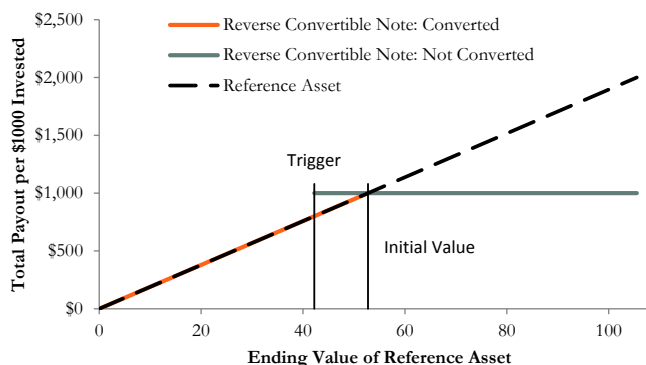 $2,500
$2,000
$1,500
$1,000
$500
$0
Total Payout per $1000 Invested
Reverse Convertible Note: Converted
Reverse Convertible Note: Not Converted
Reference Asset
Trigger
Initial Value
0 20 40 60 80 100
Ending Value of Reference Asset